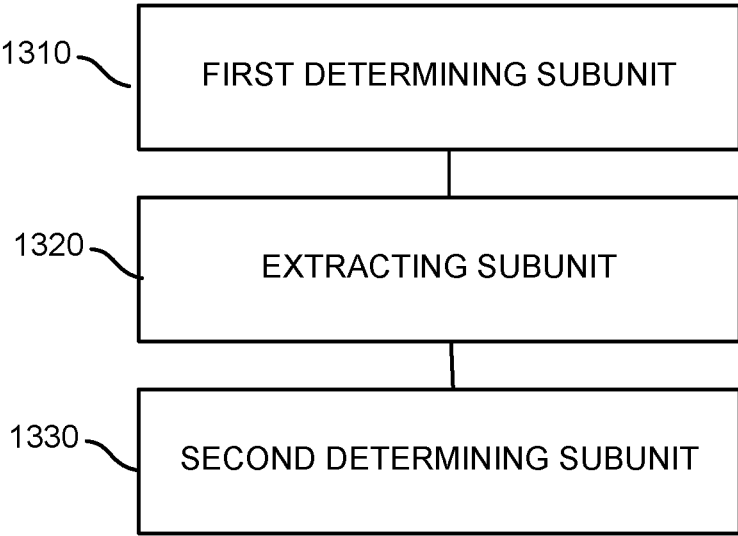 1310
FIRST DETERMINING SUBUNIT
1320
EXTRACTING SUBUNIT
1330
SECOND DETERMINING SUBUNIT